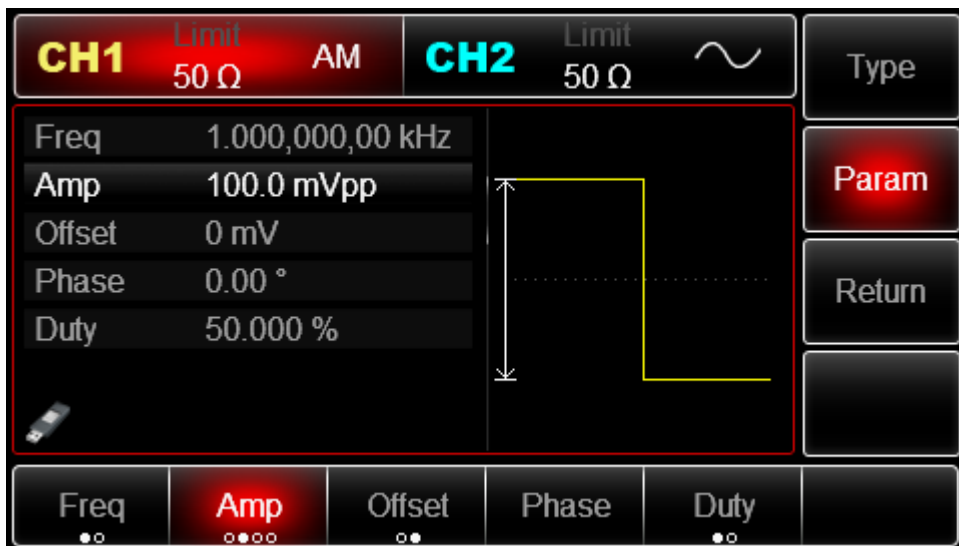 CH1 Limit 50 Ω AM
CH2 Limit 50 Ω
Type
Freq 1.000,000,00 kHz
Amp 100.0 mVpp
Offset 0 mV
Phase 0.00 °
Duty 50.000 %
Param
Return
Freq Amp Offset Phase Duty